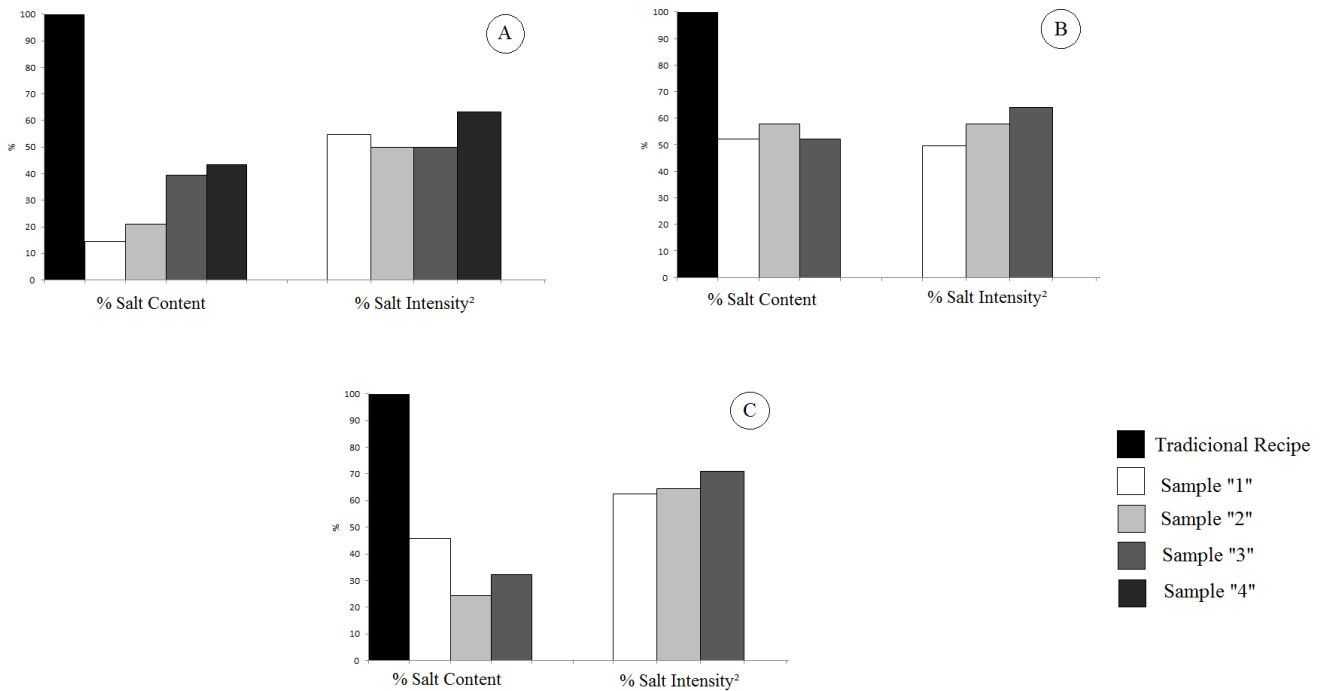 A
100
90
80
70
60
50
40
30
20
10
0
%
% Salt Content
% Salt Intensity²
B
100
90
80
70
60
50
40
30
20
10
0
%
% Salt Content
% Salt Intensity²
C
100
90
80
70
60
50
40
30
20
10
0
%
% Salt Content
% Salt Intensity²
Tradicional Recipe
Sample "1"
Sample "2"
Sample "3"
Sample "4"